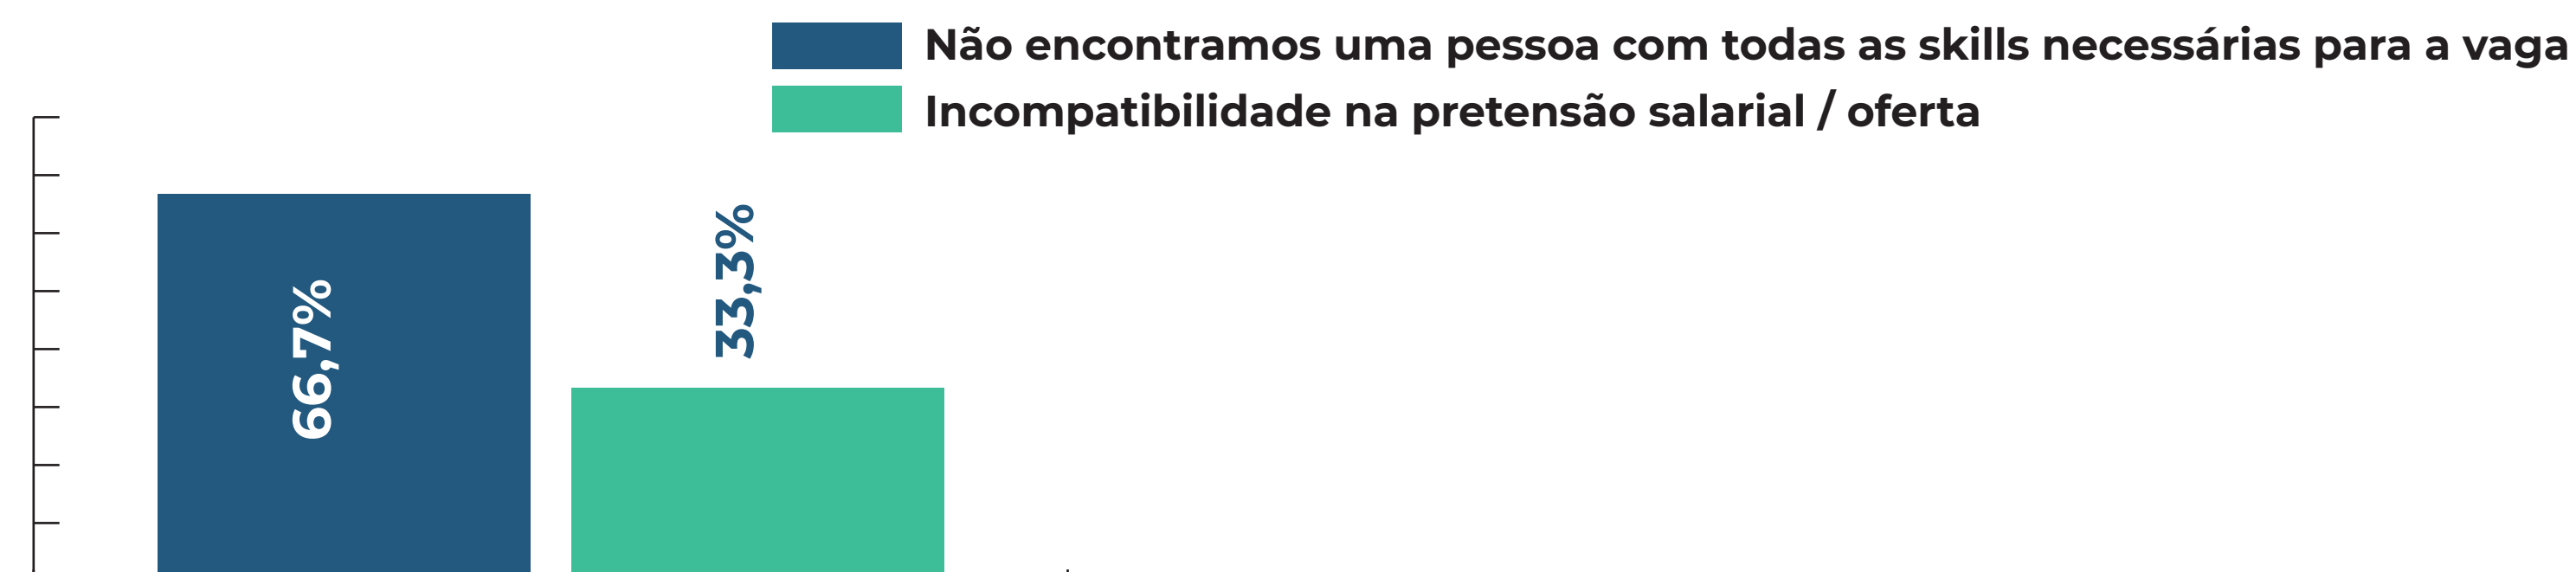 Não encontramos uma pessoa com todas as skills necessárias para a vaga
Incompatibilidade na pretensão salarial / oferta
66,7%
33,3%